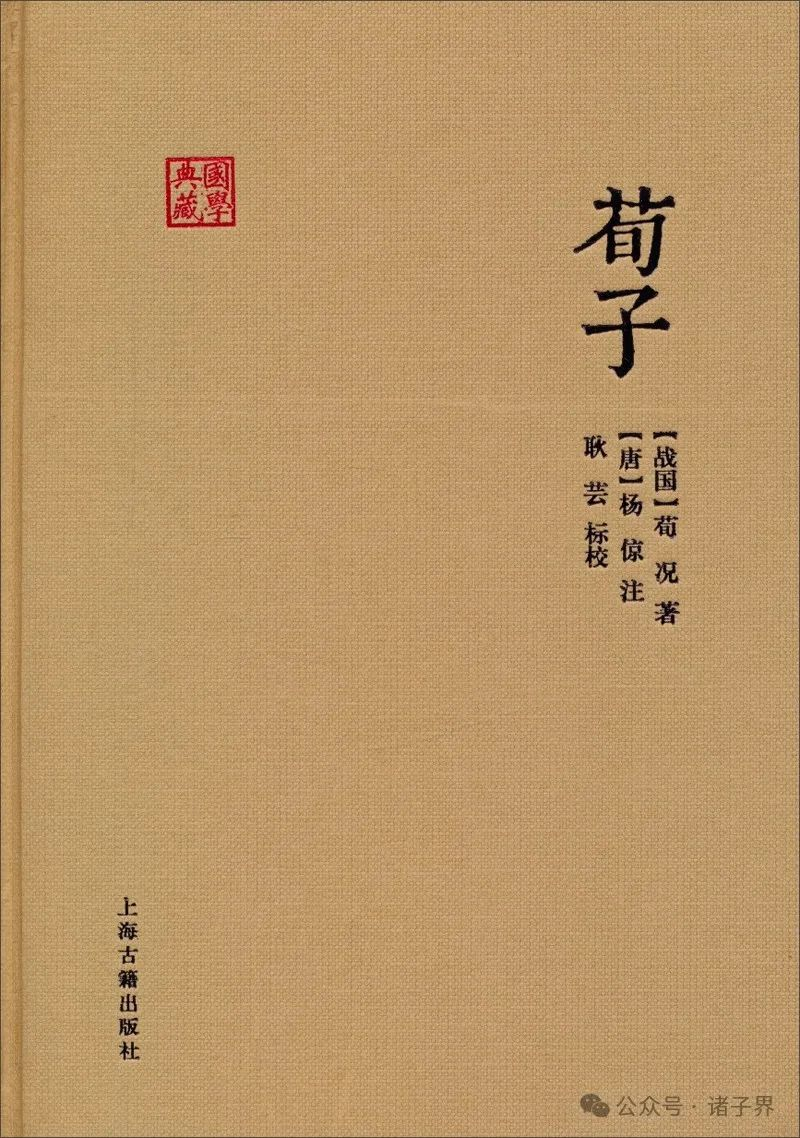 荀子
【战国】荀况 著
【唐】杨倞 注
耿芸 标校
國學
典藏
上海古籍出版社
公众号·诸子界